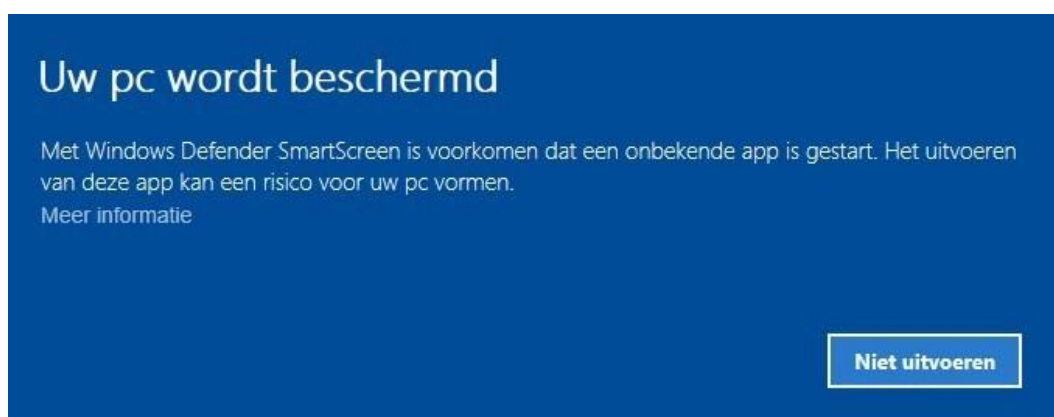 Uw pc wordt beschermd
Met Windows Defender SmartScreen is voorkomen dat een onbekende app is gestart. Het uitvoeren
van deze app kan een risico voor uw pc vormen.
Meer informatie
Niet uitvoeren